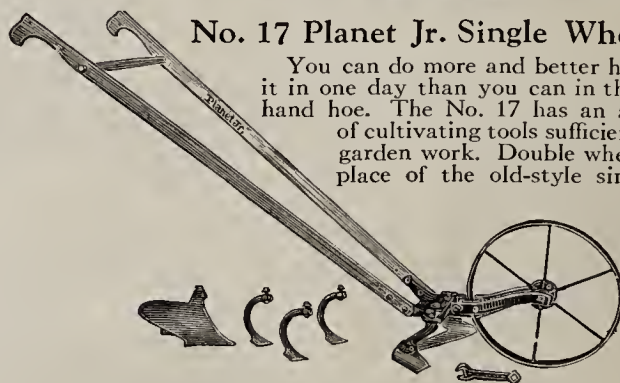 No. 17 Planet Jr. Single Whe
You can do more and better h
it in one day than you can in th
hand hoe. The No. 17 has an a
of cultivating tools sufficien
garden work. Double whe
place of the old-style sin
Planet Jr.